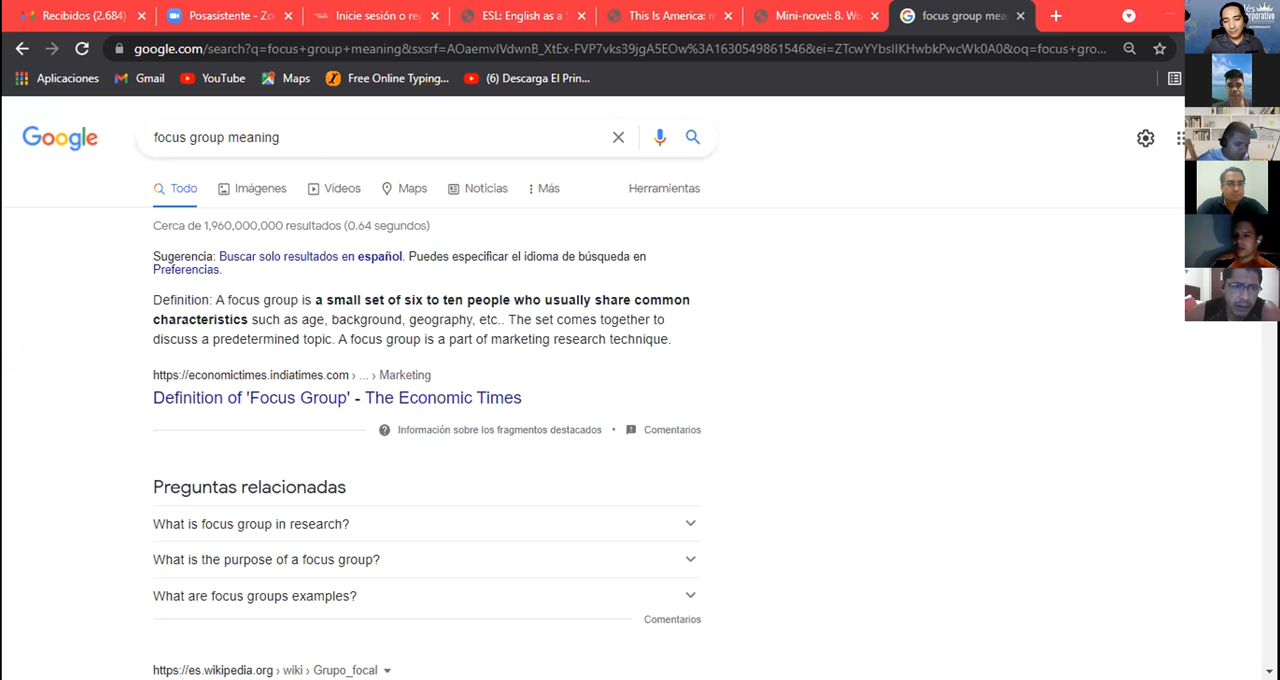 Recibidos (2.684)
Posasistente - Zo
Inicie sesión o re
ESL: English as a S
This Is America: m
Mini-novel: 8. Wo
focus group mea
google.com/search?q=focus+group+meaning&sxsrf=AOaemvIVdwnB_XtEx-FVP7vks39jgA5EOw%3A1630549861546&ei=ZTcwYYbsIIKHwbkPwcWk0A0&oq=focus+gro...
Aplicaciones
Gmail
YouTube
Maps
Free Online Typing...
(6) Descarga El Prin...
Google
focus group meaning
Todo
Imágenes
Videos
Maps
Noticias
Más
Herramientas
Cerca de 1,960,000,000 resultados (0.64 segundos)
Sugerencia: Buscar solo resultados en español. Puedes especificar el idioma de búsqueda en
Preferencias.
Definition: A focus group is a small set of six to ten people who usually share common
characteristics such as age, background, geography, etc.. The set comes together to
discuss a predetermined topic. A focus group is a part of marketing research technique.
https://economictimes.indiatimes.com › ... › Marketing
Definition of 'Focus Group' - The Economic Times
Información sobre los fragmentos destacados • Comentarios
Preguntas relacionadas
What is focus group in research?
What is the purpose of a focus group?
What are focus groups examples?
Comentarios
https://es.wikipedia.org › wiki › Grupo_focal